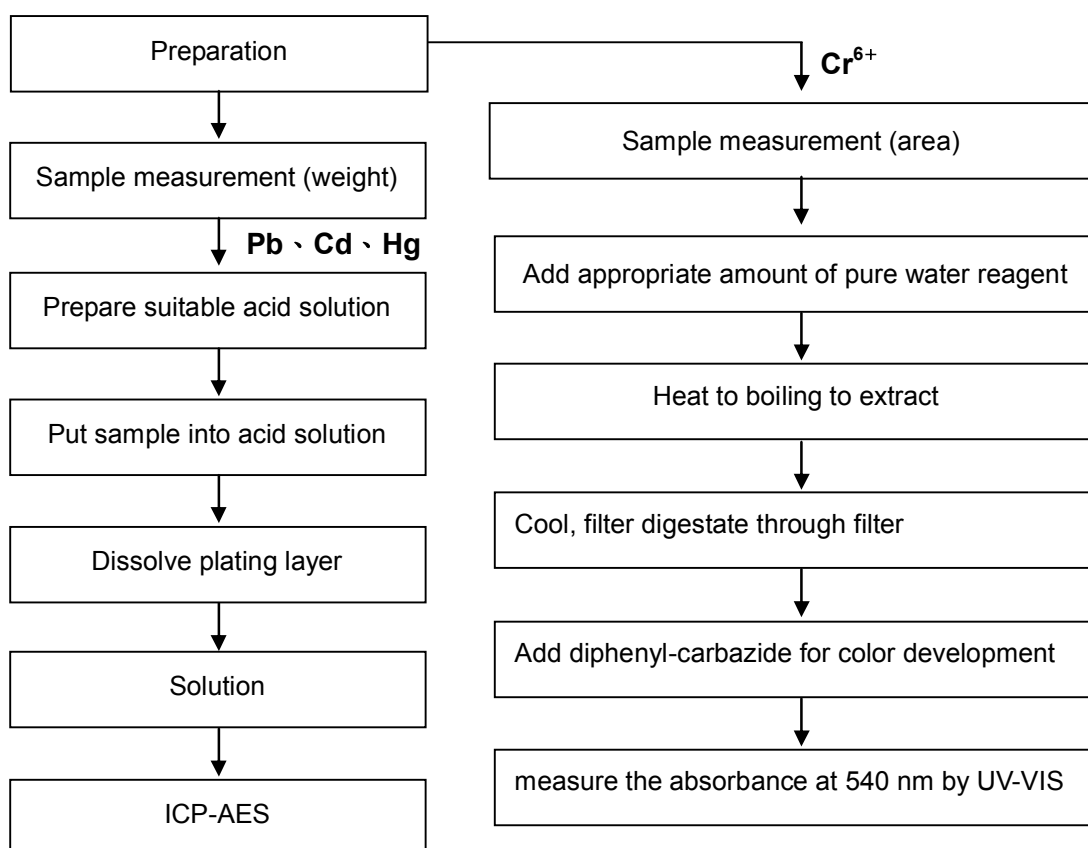 Preparation
Sample measurement (weight)
Pb、Cd、Hg
Prepare suitable acid solution
Put sample into acid solution
Dissolve plating layer
Solution
ICP-AES
Cr⁶⁺
Sample measurement (area)
Add appropriate amount of pure water reagent
Heat to boiling to extract
Cool, filter digestate through filter
Add diphenyl-carbazide for color development
measure the absorbance at 540 nm by UV-VIS